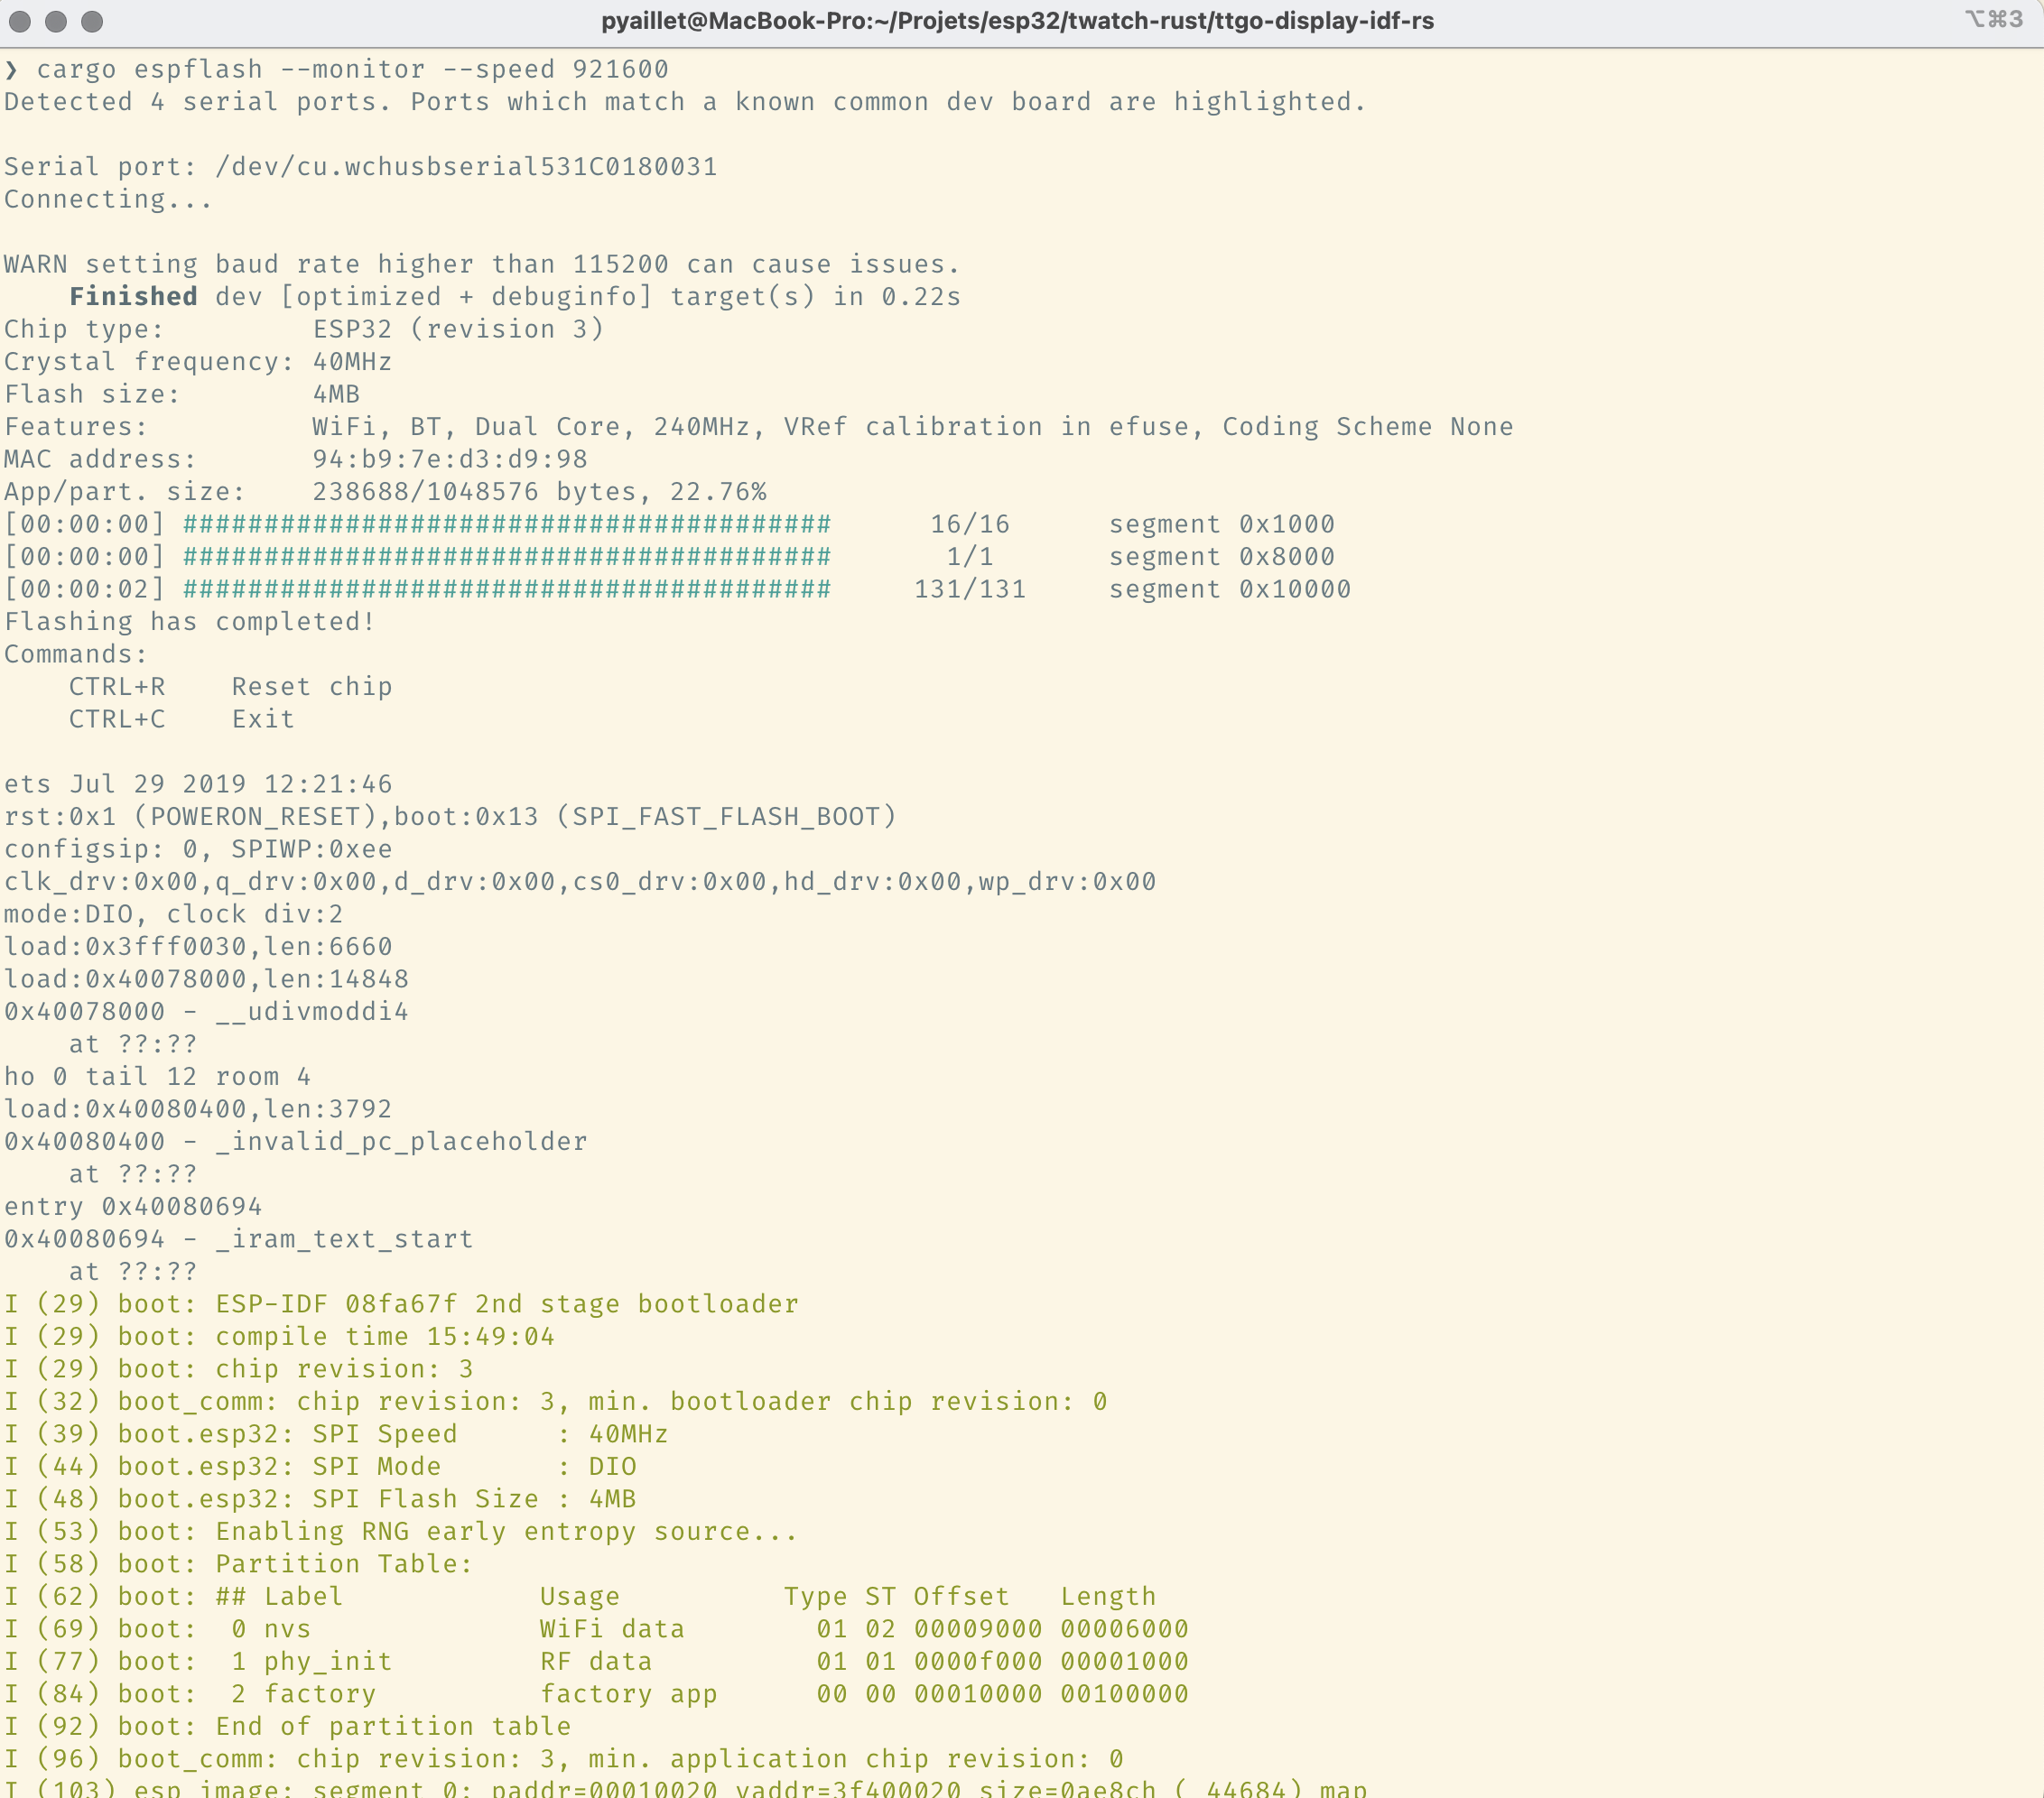 pyaillet@MacBook-Pro:~/Projets/esp32/twatch-rust/ttgo-display-idf-rs
⌥⌘3
❯ cargo espflash --monitor --speed 921600
Detected 4 serial ports. Ports which match a known common dev board are highlighted.
Serial port: /dev/cu.wchusbserial531C0180031
Connecting...
WARN setting baud rate higher than 115200 can cause issues.
    Finished dev [optimized + debuginfo] target(s) in 0.22s
Chip type:         ESP32 (revision 3)
Crystal frequency: 40MHz
Flash size:        4MB
Features:          WiFi, BT, Dual Core, 240MHz, VRef calibration in efuse, Coding Scheme None
MAC address:       94:b9:7e:d3:d9:98
App/part. size:    238688/1048576 bytes, 22.76%
[00:00:00] ########################################      16/16      segment 0x1000
[00:00:00] ########################################       1/1       segment 0x8000
[00:00:02] ########################################     131/131     segment 0x10000
Flashing has completed!
Commands:
    CTRL+R    Reset chip
    CTRL+C    Exit
ets Jul 29 2019 12:21:46
rst:0x1 (POWERON_RESET),boot:0x13 (SPI_FAST_FLASH_BOOT)
configsip: 0, SPIWP:0xee
clk_drv:0x00,q_drv:0x00,d_drv:0x00,cs0_drv:0x00,hd_drv:0x00,wp_drv:0x00
mode:DIO, clock div:2
load:0x3fff0030,len:6660
load:0x40078000,len:14848
0x40078000 - __udivmoddi4
    at ??:??
ho 0 tail 12 room 4
load:0x40080400,len:3792
0x40080400 - _invalid_pc_placeholder
    at ??:??
entry 0x40080694
0x40080694 - _iram_text_start
    at ??:??
I (29) boot: ESP-IDF 08fa67f 2nd stage bootloader
I (29) boot: compile time 15:49:04
I (29) boot: chip revision: 3
I (32) boot_comm: chip revision: 3, min. bootloader chip revision: 0
I (39) boot.esp32: SPI Speed      : 40MHz
I (44) boot.esp32: SPI Mode       : DIO
I (48) boot.esp32: SPI Flash Size : 4MB
I (53) boot: Enabling RNG early entropy source...
I (58) boot: Partition Table:
I (62) boot: ## Label            Usage          Type ST Offset   Length
I (69) boot:  0 nvs              WiFi data        01 02 00009000 00006000
I (77) boot:  1 phy_init         RF data          01 01 0000f000 00001000
I (84) boot:  2 factory          factory app      00 00 00010000 00100000
I (92) boot: End of partition table
I (96) boot_comm: chip revision: 3, min. application chip revision: 0
I (103) esp_image: segment 0: paddr=00010020 vaddr=3f400020 size=0ae8ch ( 44684) map